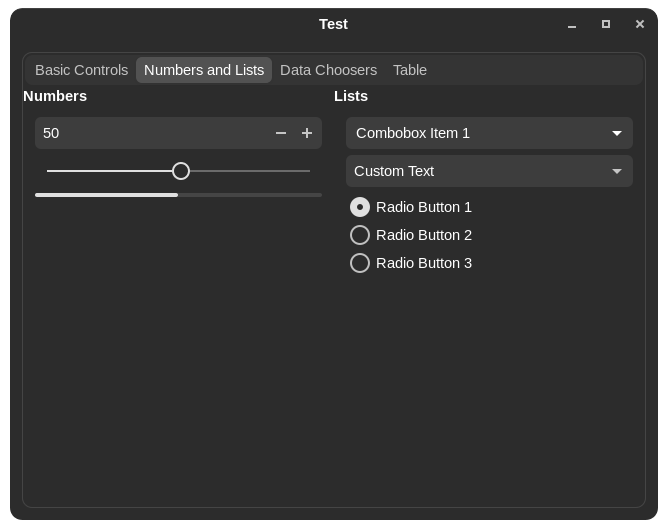 Test
Basic Controls Numbers and Lists Data Choosers Table
Numbers
50
Lists
Combobox Item 1
Custom Text
Radio Button 1
Radio Button 2
Radio Button 3